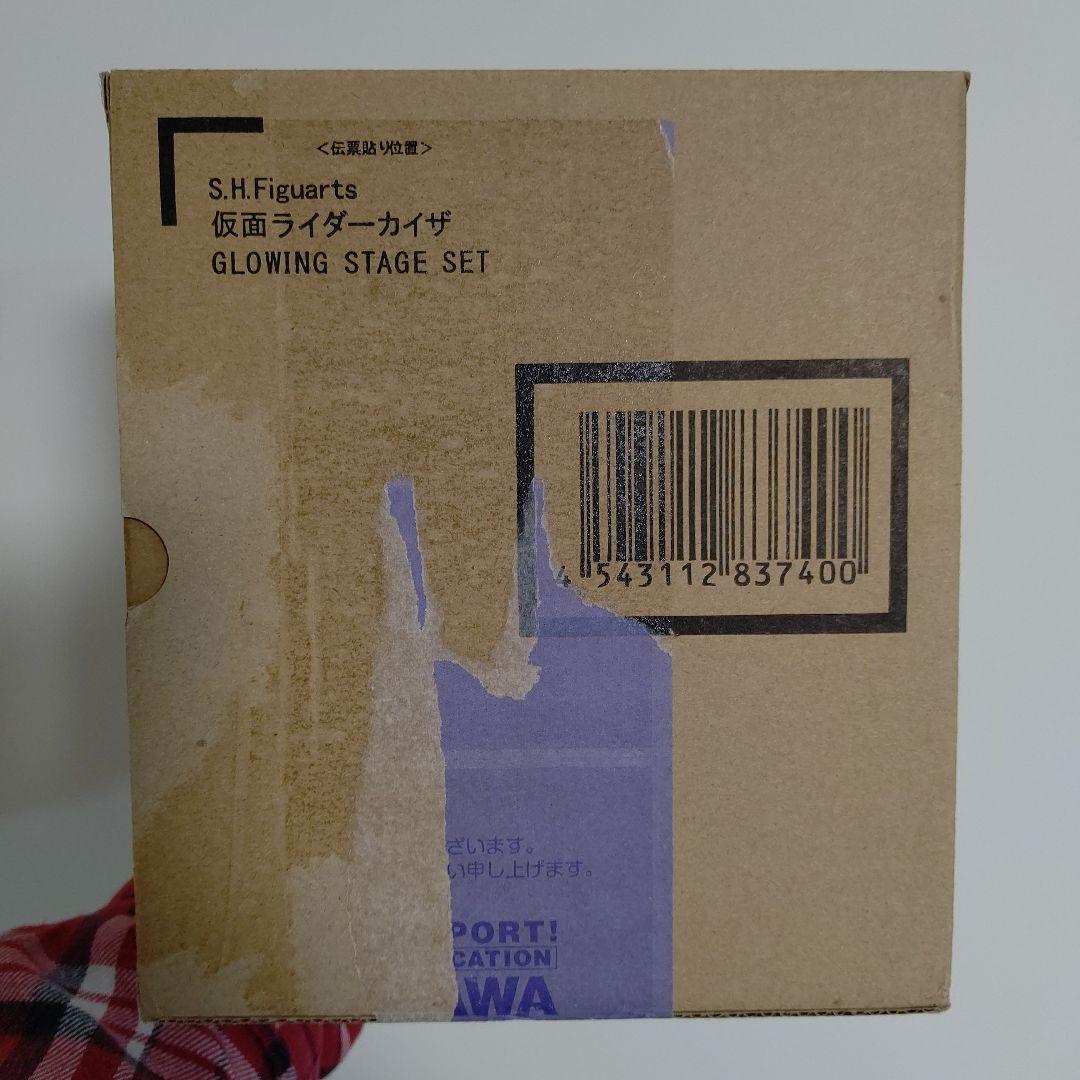 <伝票貼り位置>
S.H.Figuarts
仮面ライダーカイザ
GLOWING STAGE SET
4 543112 837400
ざいます。
い申し上げます。
PORT!
CATION
AWA